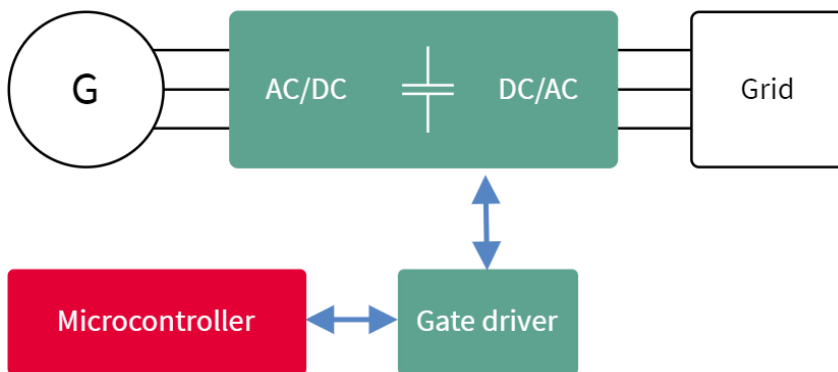 G
AC/DC
DC/AC
Grid
Microcontroller
Gate driver